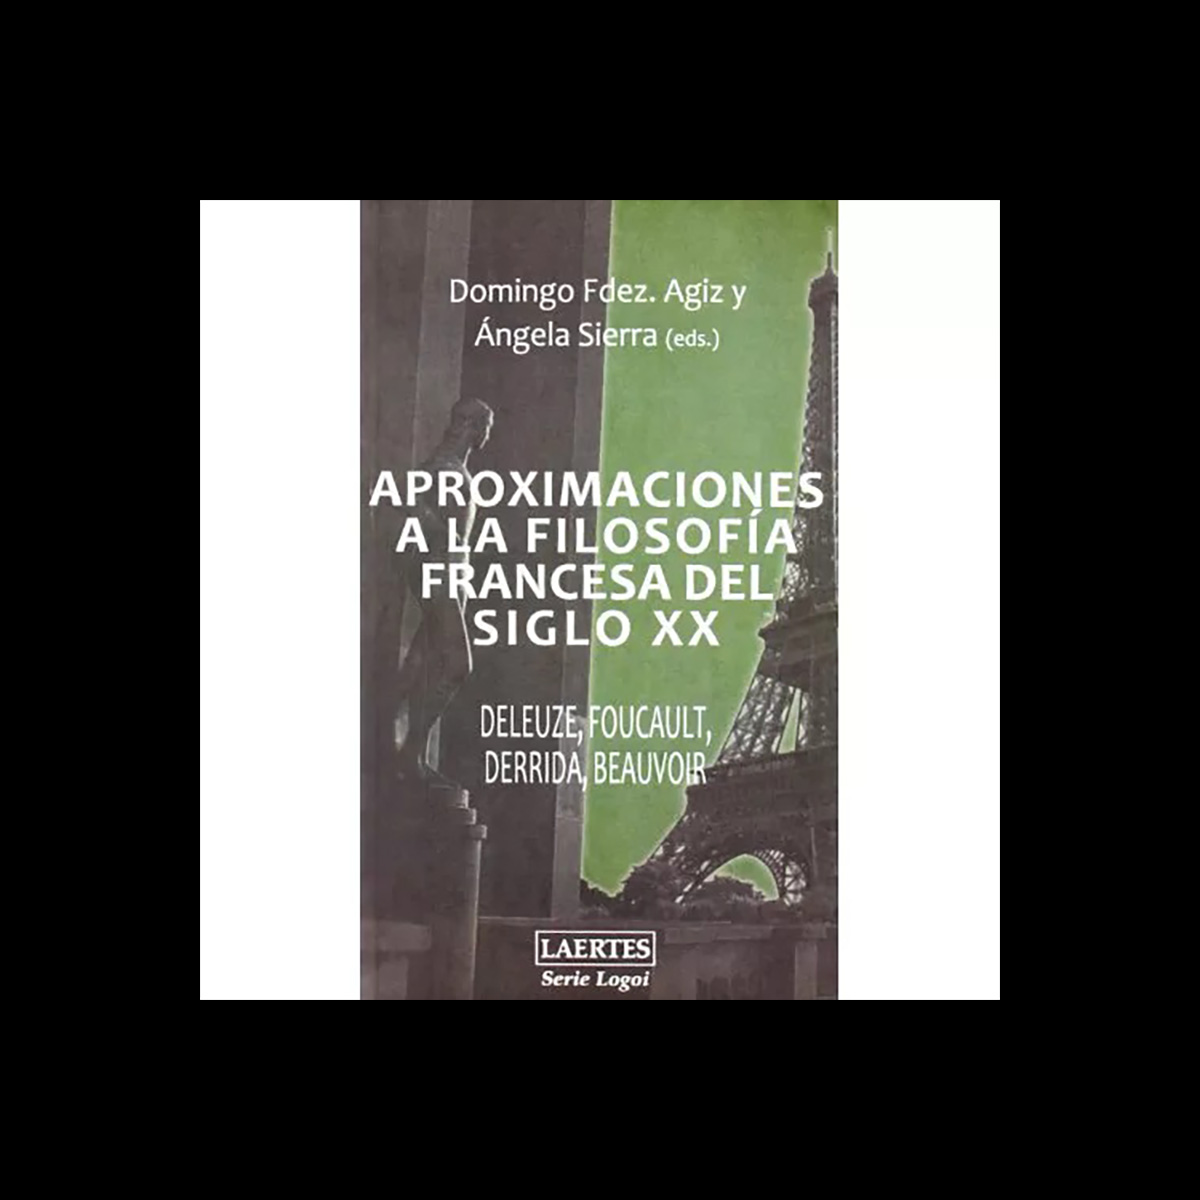 Domingo Fdez. Agiz y
Ángela Sierra (eds.)
APROXIMACIONES
A LA FILOSOFÍA
FRANCESA DEL
SIGLO XX
DELEUZE, FOUCAULT,
DERRIDA, BEAUVOIR
LAERTES
Serie Logoi